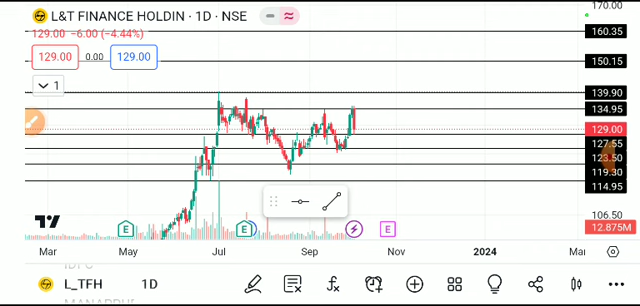 L&T FINANCE HOLDIN · 1D · NSE
170.00
129.00 −6.00 (−4.44%)
160.35
129.00 0.00 129.00
150.15
1
139.90
134.95
129.00
127.55
123.50
119.30
114.95
106.50
E E E
12.875M
Mar May Jul Sep Nov 2024 Mar
L_TFH 1D